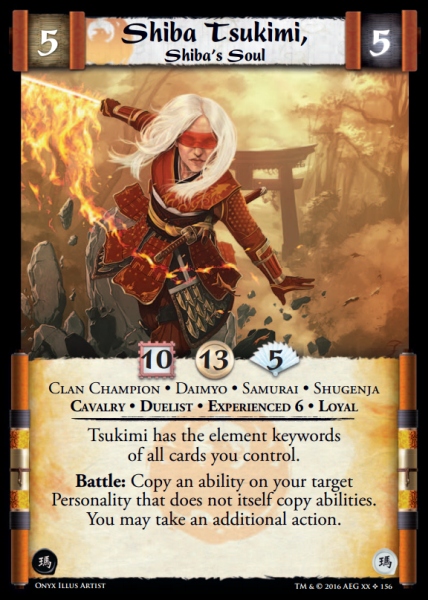 Shiba Tsukimi,
Shiba's Soul
5
5
10 13 5
Clan Champion • Daimyo • Samurai • Shugenja
Cavalry • Duelist • Experienced 6 • Loyal
Tsukimi has the element keywords
of all cards you control.
Battle: Copy an ability on your target
Personality that does not itself copy abilities.
You may take an additional action.
瑪 瑪
Onyx Illus Artist
TM & © 2016 AEG XX ❖ 156